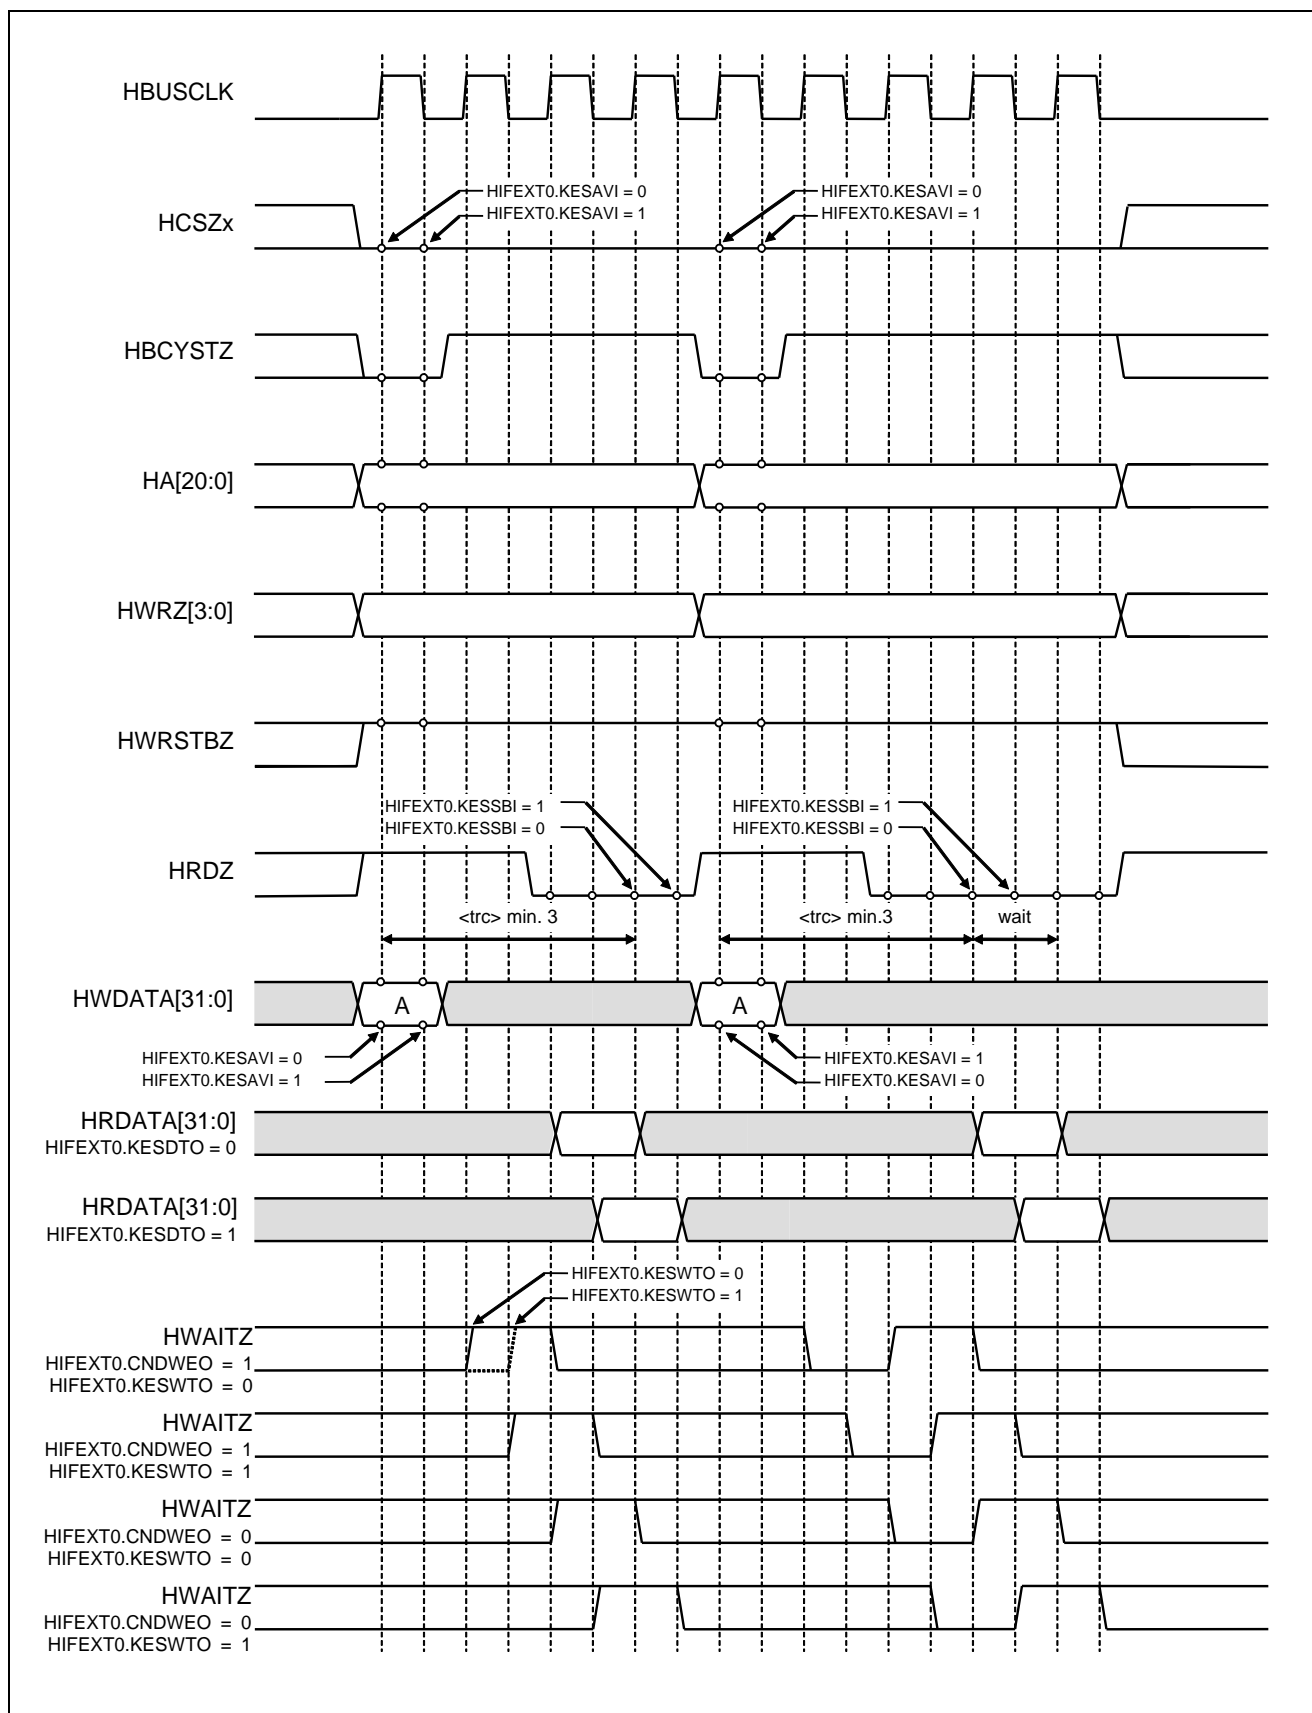 HBUSCLK
HIFEXT0.KESAVI = 0 HIFEXT0.KESAVI = 0
HIFEXT0.KESAVI = 1 HIFEXT0.KESAVI = 1
HCSZx
HBCYSTZ
HA[20:0]
HWRZ[3:0]
HWRSTBZ
HIFEXT0.KESSBI = 1 HIFEXT0.KESSBI = 1
HIFEXT0.KESSBI = 0 HIFEXT0.KESSBI = 0
HRDZ
<trc> min. 3 <trc> min.3 wait
HWDATA[31:0] A A
HIFEXT0.KESAVI = 0 HIFEXT0.KESAVI = 1
HIFEXT0.KESAVI = 1 HIFEXT0.KESAVI = 0
HRDATA[31:0]
HIFEXT0.KESDTO = 0
HRDATA[31:0]
HIFEXT0.KESDTO = 1
HIFEXT0.KESWTO = 0
HIFEXT0.KESWTO = 1
HWAITZ
HIFEXT0.CNDWEO = 1
HIFEXT0.KESWTO = 0
HWAITZ
HIFEXT0.CNDWEO = 1
HIFEXT0.KESWTO = 1
HWAITZ
HIFEXT0.CNDWEO = 0
HIFEXT0.KESWTO = 0
HWAITZ
HIFEXT0.CNDWEO = 0
HIFEXT0.KESWTO = 1